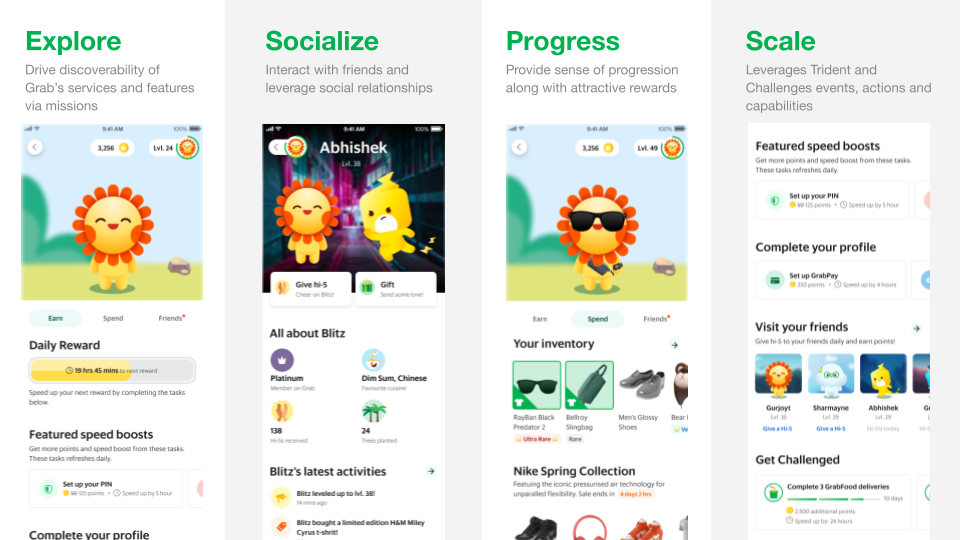 Explore
Drive discoverability of
Grab's services and features
via missions
9:41 AM
100%
3,256
Lvl. 24
Earn
Spend
Friends
Daily Reward
19 hrs 45 mins to next reward
Speed up your next reward by completing the tasks
below.
Featured speed boosts
Get more points and speed boost from these tasks.
These tasks refreshes daily.
Set up your PIN
50 125 points • Speed up by 5 hour
Complete your profile
Socialize
Interact with friends and
leverage social relationships
9:41 AM
100%
Abhishek
Lvl. 38
Give hi-5
Cheer on Blitz!
Gift
Send some love!
All about Blitz
Platinum
Member on Grab
Dim Sum, Chinese
Favourite cuisine
138
Hi-5s received
24
Trees planted
Blitz's latest activities
Blitz leveled up to lvl. 38!
14 mins ago
Blitz bought a limited edition H&M Miley
Cyrus t-shrit!
Progress
Provide sense of progression
along with attractive rewards
9:41 AM
100%
3,256
Lvl. 49
Earn
Spend
Friends
Your inventory
RayBan Black
Predator 2
Ultra Rare
Bellroy
Slingbag
Rare
Men's Glossy
Shoes
Bear
Nike Spring Collection
Featuing the iconic pressurised air technology for
unparalled flexibility. Sale ends in 4 days 2 hrs
Scale
Leverages Trident and
Challenges events, actions and
capabilities
Featured speed boosts
Get more points and speed boost from these tasks.
These tasks refreshes daily.
Set up your PIN
50 125 points • Speed up by 5 hour
Complete your profile
Set up GrabPay
250 points • Speed up by 4 hours
Visit your friends
Give hi-5 to your friends daily and earn points!
Gurjoyt
Lvl. 35
Give a Hi-5
Sharmayne
Lvl. 29
Give a Hi-5
Abhishek
Lvl. 29
Hi-5'd today
Get Challenged
Complete 3 GrabFood deliveries
10 days
2,500 additional points
Speed up by: 24 hours